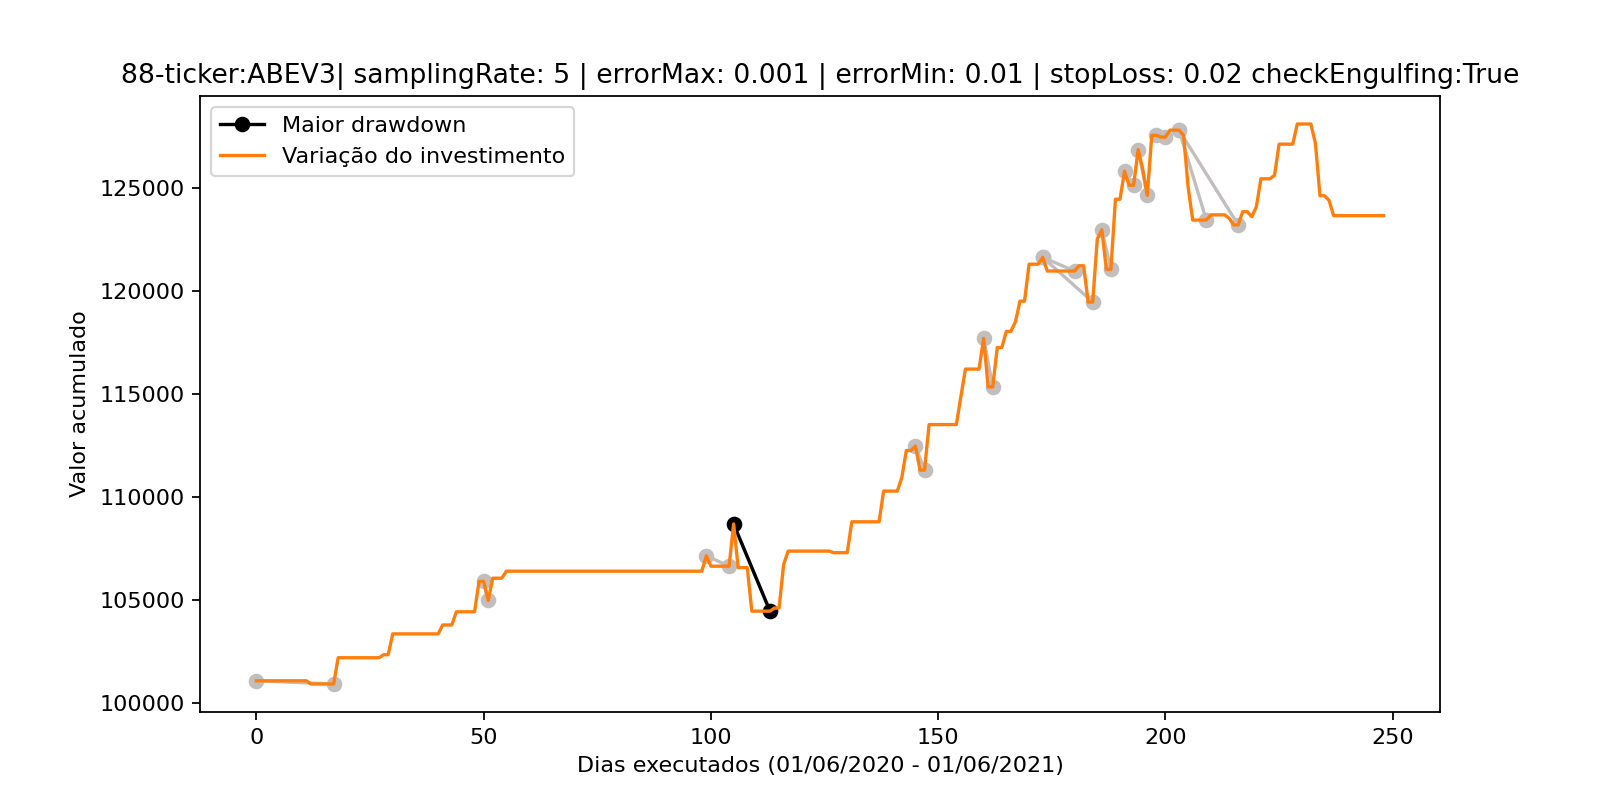 88-ticker:ABEV3| samplingRate: 5 | errorMax: 0.001 | errorMin: 0.01 | stopLoss: 0.02 checkEngulfing:True
Maior drawdown
Variação do investimento
Valor acumulado
125000
120000
115000
110000
105000
100000
0 50 100 150 200 250
Dias executados (01/06/2020 - 01/06/2021)